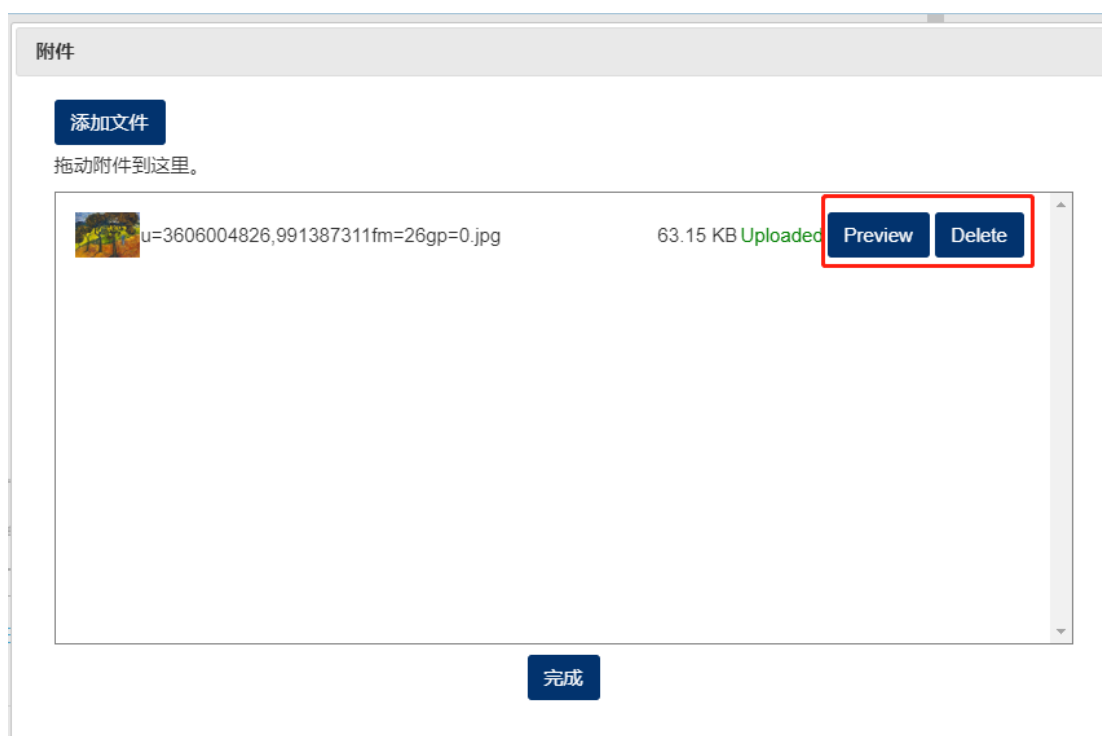 附件
添加文件
拖动附件到这里。
u=3606004826,991387311fm=26gp=0.jpg 63.15 KB Uploaded Preview Delete
完成